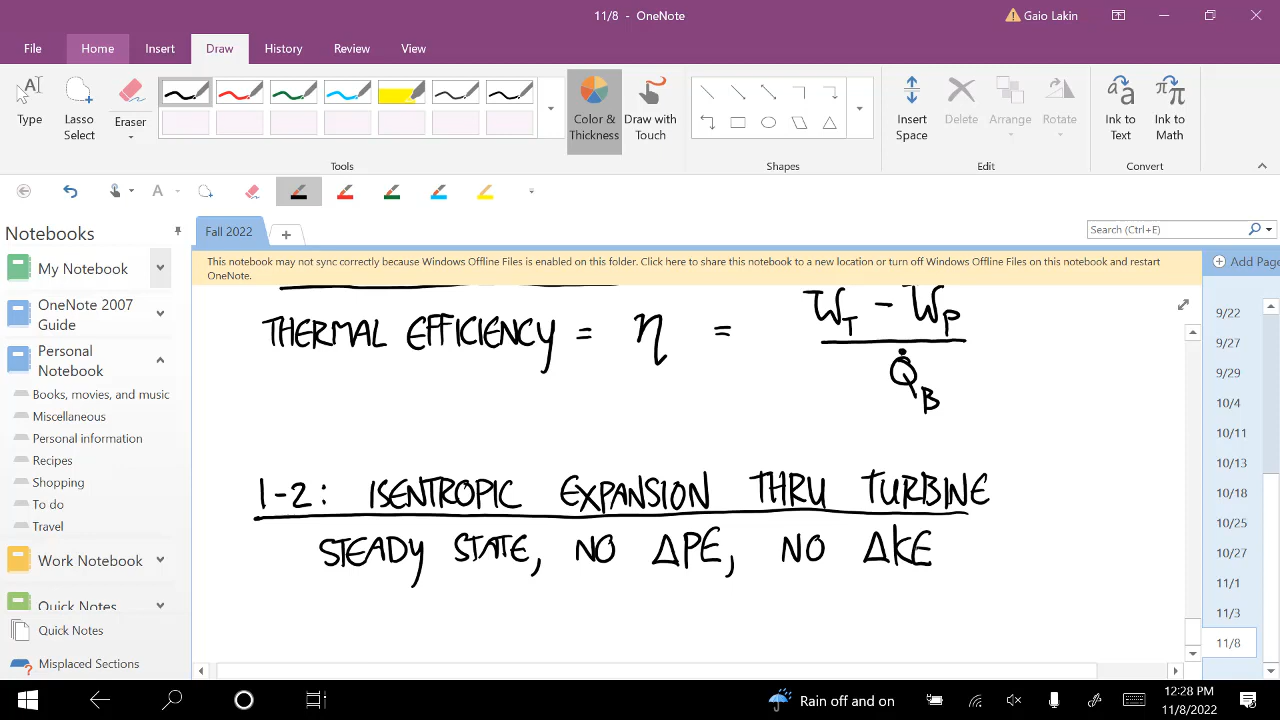 11/8 - OneNote
Gaio Lakin
File Home Insert Draw History Review View
Type
Lasso Select
Eraser
Color & Thickness
Draw with Touch
Insert Space
Delete
Arrange
Rotate
Ink to Text
Ink to Math
Tools
Shapes
Edit
Convert
Notebooks
My Notebook
OneNote 2007 Guide
Personal Notebook
Books, movies, and music
Miscellaneous
Personal information
Recipes
Shopping
To do
Travel
Work Notebook
Quick Notes
Quick Notes
Misplaced Sections
Fall 2022
Search (Ctrl+E)
This notebook may not sync correctly because Windows Offline Files is enabled on this folder. Click here to share this notebook to a new location or turn off Windows Offline Files on this notebook and restart
OneNote.
THERMAL EFFICIENCY = η = (Ẇ_T - Ẇ_P) / Q̇_B
1-2: ISENTROPIC EXPANSION THRU TURBINE
STEADY STATE, NO ΔPE, NO ΔKE
Add Page
9/22
9/27
9/29
10/4
10/11
10/13
10/18
10/25
10/27
11/1
11/3
11/8
Rain off and on
12:28 PM
11/8/2022